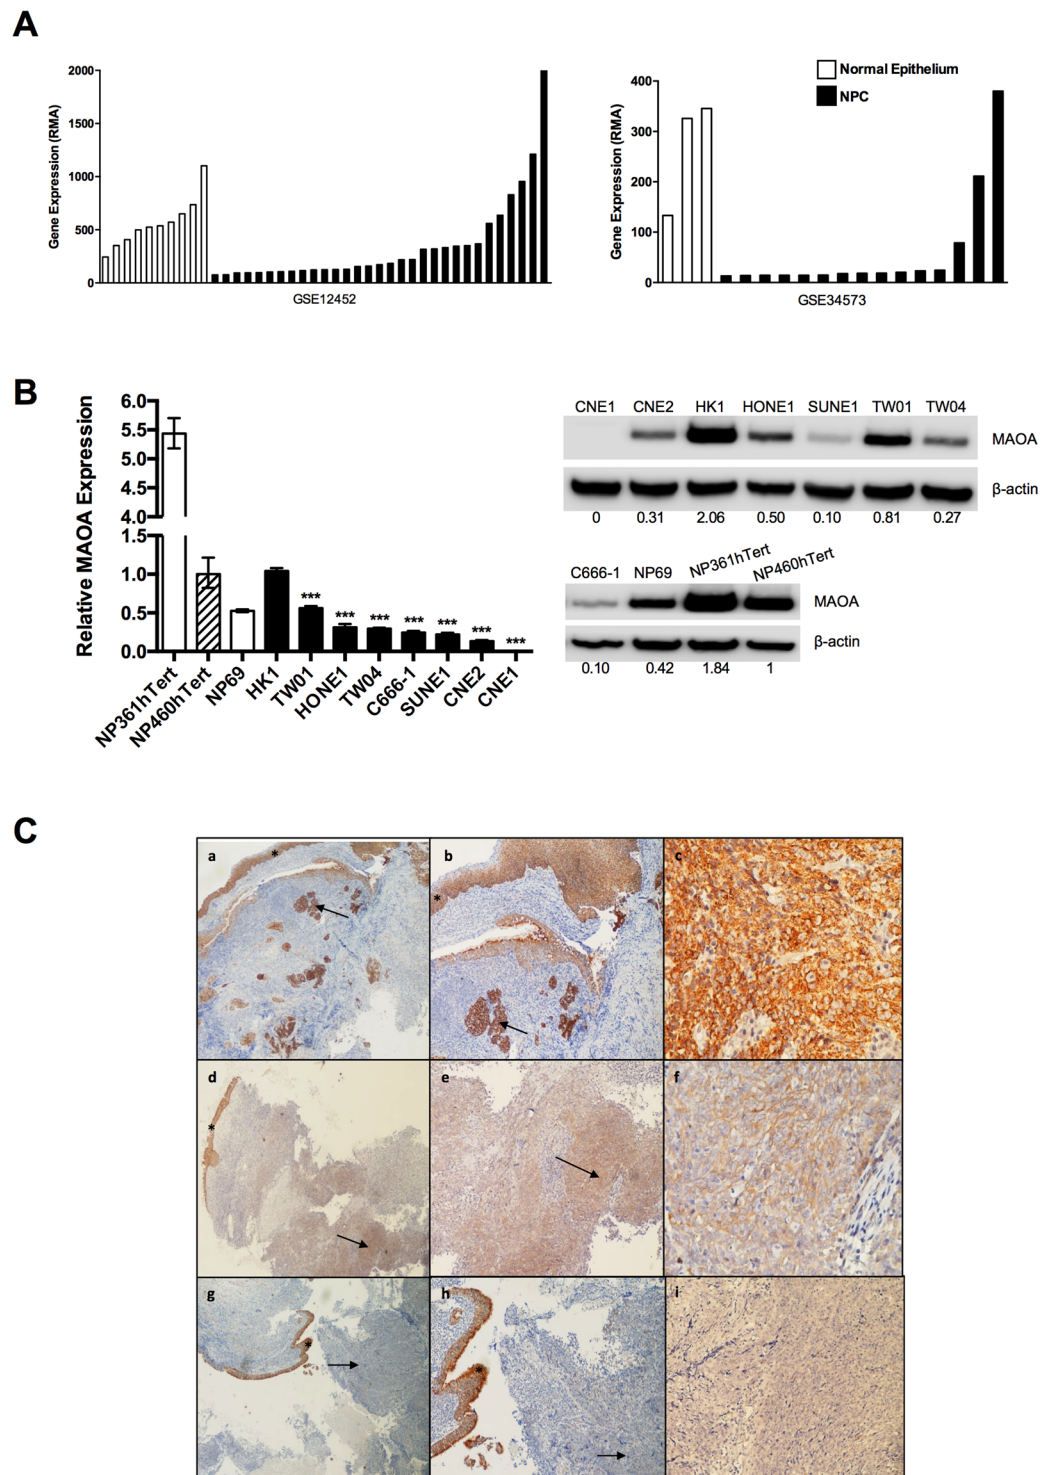 A
Gene Expression (RMA)
2000
1500
1000
500
0
GSE12452
Gene Expression (RMA)
400
300
200
100
0
GSE34573
Normal Epithelium
NPC
B
Relative MAOA Expression
6.0
5.5
5.0
4.5
4.0
1.5
1.0
0.5
0.0
*** *** *** *** *** *** ***
NP361hTert NP460hTert NP69 HK1 TW01 HONE1 TW04 C666-1 SUNE1 CNE2 CNE1
CNE1 CNE2 HK1 HONE1 SUNE1 TW01 TW04
MAOA
β-actin
0 0.31 2.06 0.50 0.10 0.81 0.27
C666-1 NP69 NP361hTert NP460hTert
MAOA
β-actin
0.10 0.42 1.84 1
C
a * b * c
d * e f
g * h * i